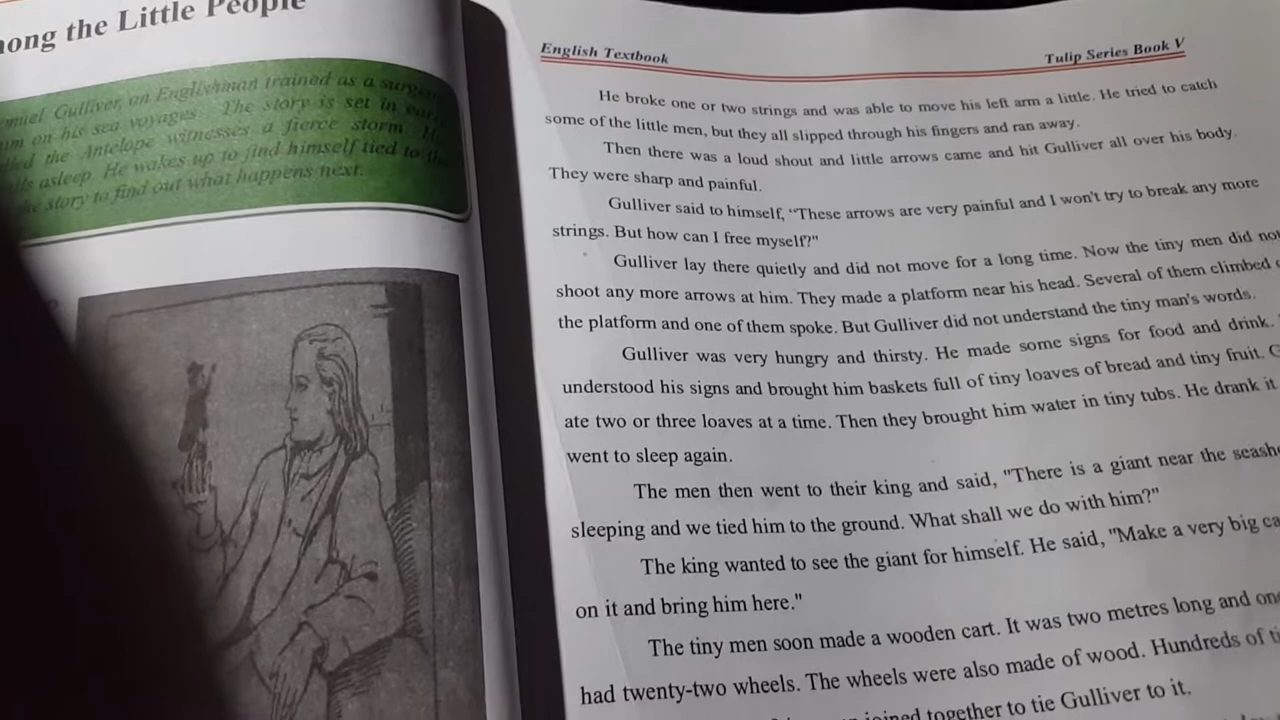 ong the Little People
muel Gulliver, an Englishman trained as a
on his sea voyages. The story is set in
the Antelope witnesses a fierce storm.
asleep. He wakes up to find himself tied to
story to find out what happens next.
English Textbook
Tulip Series Book V
He broke one or two strings and was able to move his left arm a little. He tried to catch
some of the little men, but they all slipped through his fingers and ran away.
Then there was a loud shout and little arrows came and hit Gulliver all over his body.
They were sharp and painful.
Gulliver said to himself, "These arrows are very painful and I won't try to break any more
strings. But how can I free myself?"
Gulliver lay there quietly and did not move for a long time. Now the tiny men did no
shoot any more arrows at him. They made a platform near his head. Several of them climbed
the platform and one of them spoke. But Gulliver did not understand the tiny man's words.
Gulliver was very hungry and thirsty. He made some signs for food and drink.
understood his signs and brought him baskets full of tiny loaves of bread and tiny fruit. G
ate two or three loaves at a time. Then they brought him water in tiny tubs. He drank it
went to sleep again.
The men then went to their king and said, "There is a giant near the seash
sleeping and we tied him to the ground. What shall we do with him?"
The king wanted to see the giant for himself. He said, "Make a very big ca
on it and bring him here."
The tiny men soon made a wooden cart. It was two metres long and on
had twenty-two wheels. The wheels were also made of wood. Hundreds of ti
joined together to tie Gulliver to it.